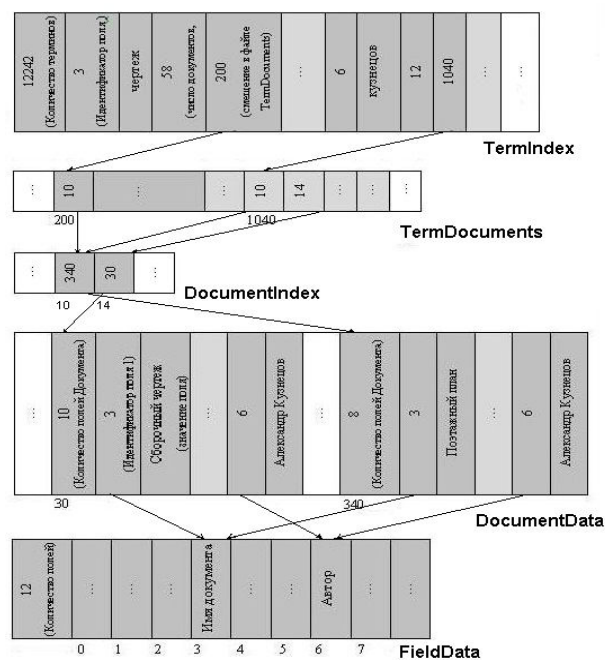 12242
(Количество терминов)
3
(Идентификатор поля)
чертеж
58
(число документов,
200
(смещение в файле
TermDocuments)
...
6
кузнецов
12
1040
...
...
TermIndex
...
10
...
...
10
14
...
...
...
200
1040
TermDocuments
...
340
30
...
10
14
DocumentIndex
...
10
(Количество полей Документа)
3
(Идентификатор поля 1)
Сборочный чертеж
(значение поля)
...
6
Александр Кузнецов
...
8
(Количество полей Документа)
3
Поэтажный план
...
6
Александр Кузнецов
30
340
DocumentData
12
(Количество полей)
...
...
...
Имя документа
...
...
Автор
...
...
0
1
2
3
4
5
6
7
FieldData